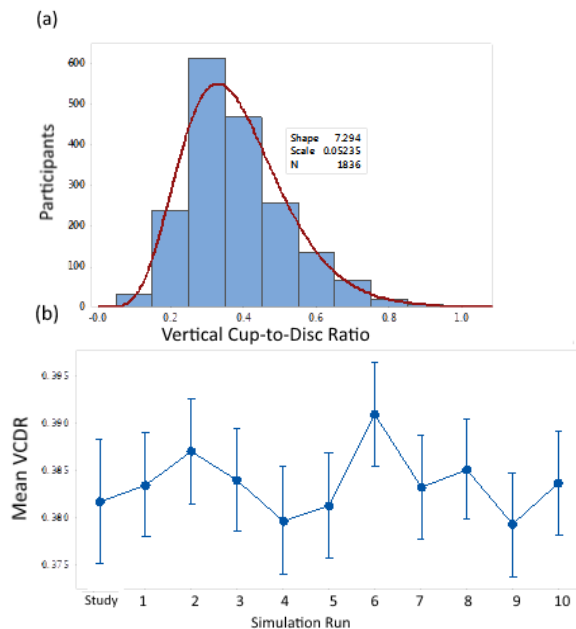 (a)
600
500
400
300
200
100
0
Participants
Shape 7.294
Scale 0.05235
N 1836
-0.0 0.2 0.4 0.6 0.8 1.0
Vertical Cup-to-Disc Ratio
(b)
0.395
0.390
0.385
0.380
0.375
Mean VCDR
Study 1 2 3 4 5 6 7 8 9 10
Simulation Run